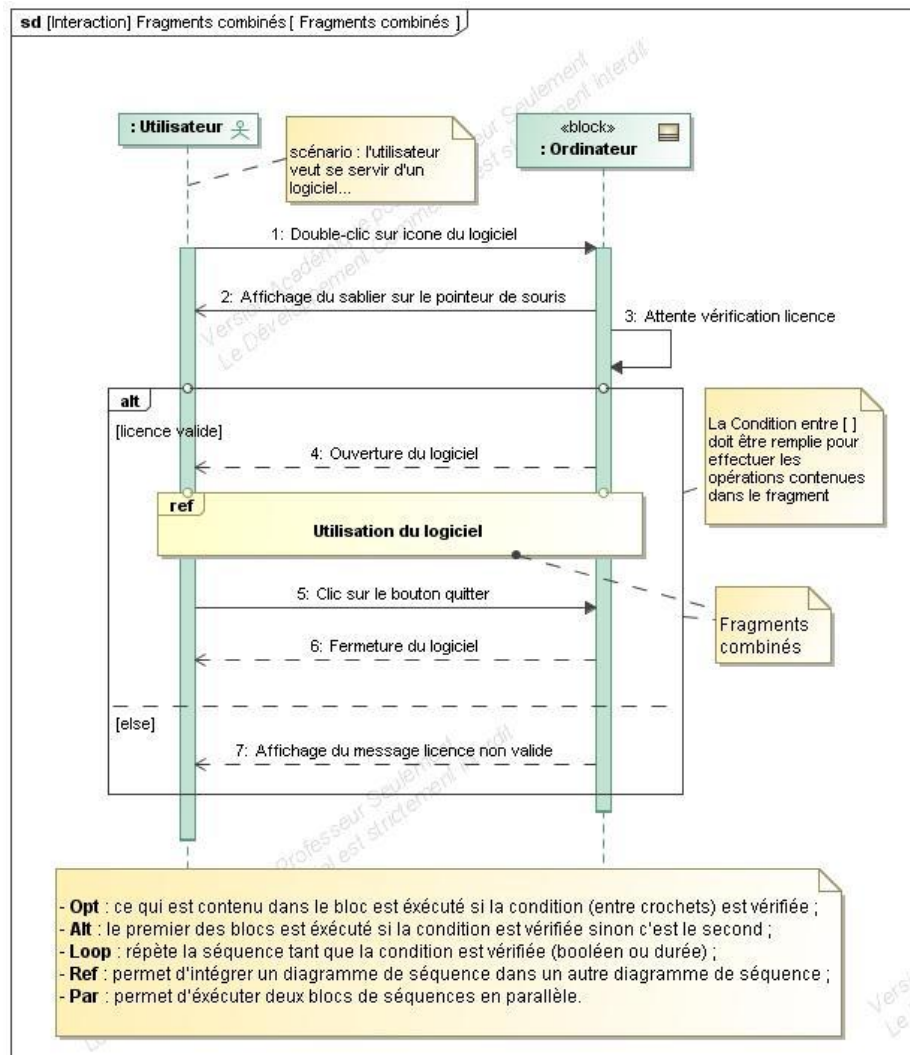 sd [Interaction] Fragments combinés [ Fragments combinés ]
: Utilisateur
scénario : l'utilisateur
veut se servir d'un
logiciel...
«block»
: Ordinateur
1: Double-clic sur icone du logiciel
2: Affichage du sablier sur le pointeur de souris
3: Attente vérification licence
alt
[licence valide]
4: Ouverture du logiciel
La Condition entre [ ]
doit être remplie pour
effectuer les
opérations contenues
dans le fragment
ref
Utilisation du logiciel
5: Clic sur le bouton quitter
Fragments
combinés
6: Fermeture du logiciel
[else]
7: Affichage du message licence non valide
- Opt : ce qui est contenu dans le bloc est éxécuté si la condition (entre crochets) est vérifiée ;
- Alt : le premier des blocs est éxécuté si la condition est vérifiée sinon c'est le second ;
- Loop : répète la séquence tant que la condition est vérifiée (booléen ou durée) ;
- Ref : permet d'intégrer un diagramme de séquence dans un autre diagramme de séquence ;
- Par : permet d'éxécuter deux blocs de séquences en parallèle.